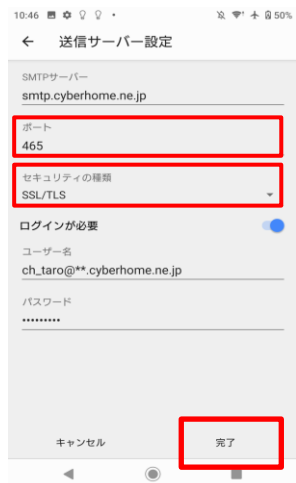 10:46 50%
送信サーバー設定
SMTPサーバー
smtp.cyberhome.ne.jp
ポート
465
セキュリティの種類
SSL/TLS
ログインが必要
ユーザー名
ch_taro@**.cyberhome.ne.jp
パスワード
•••••••••
キャンセル 完了